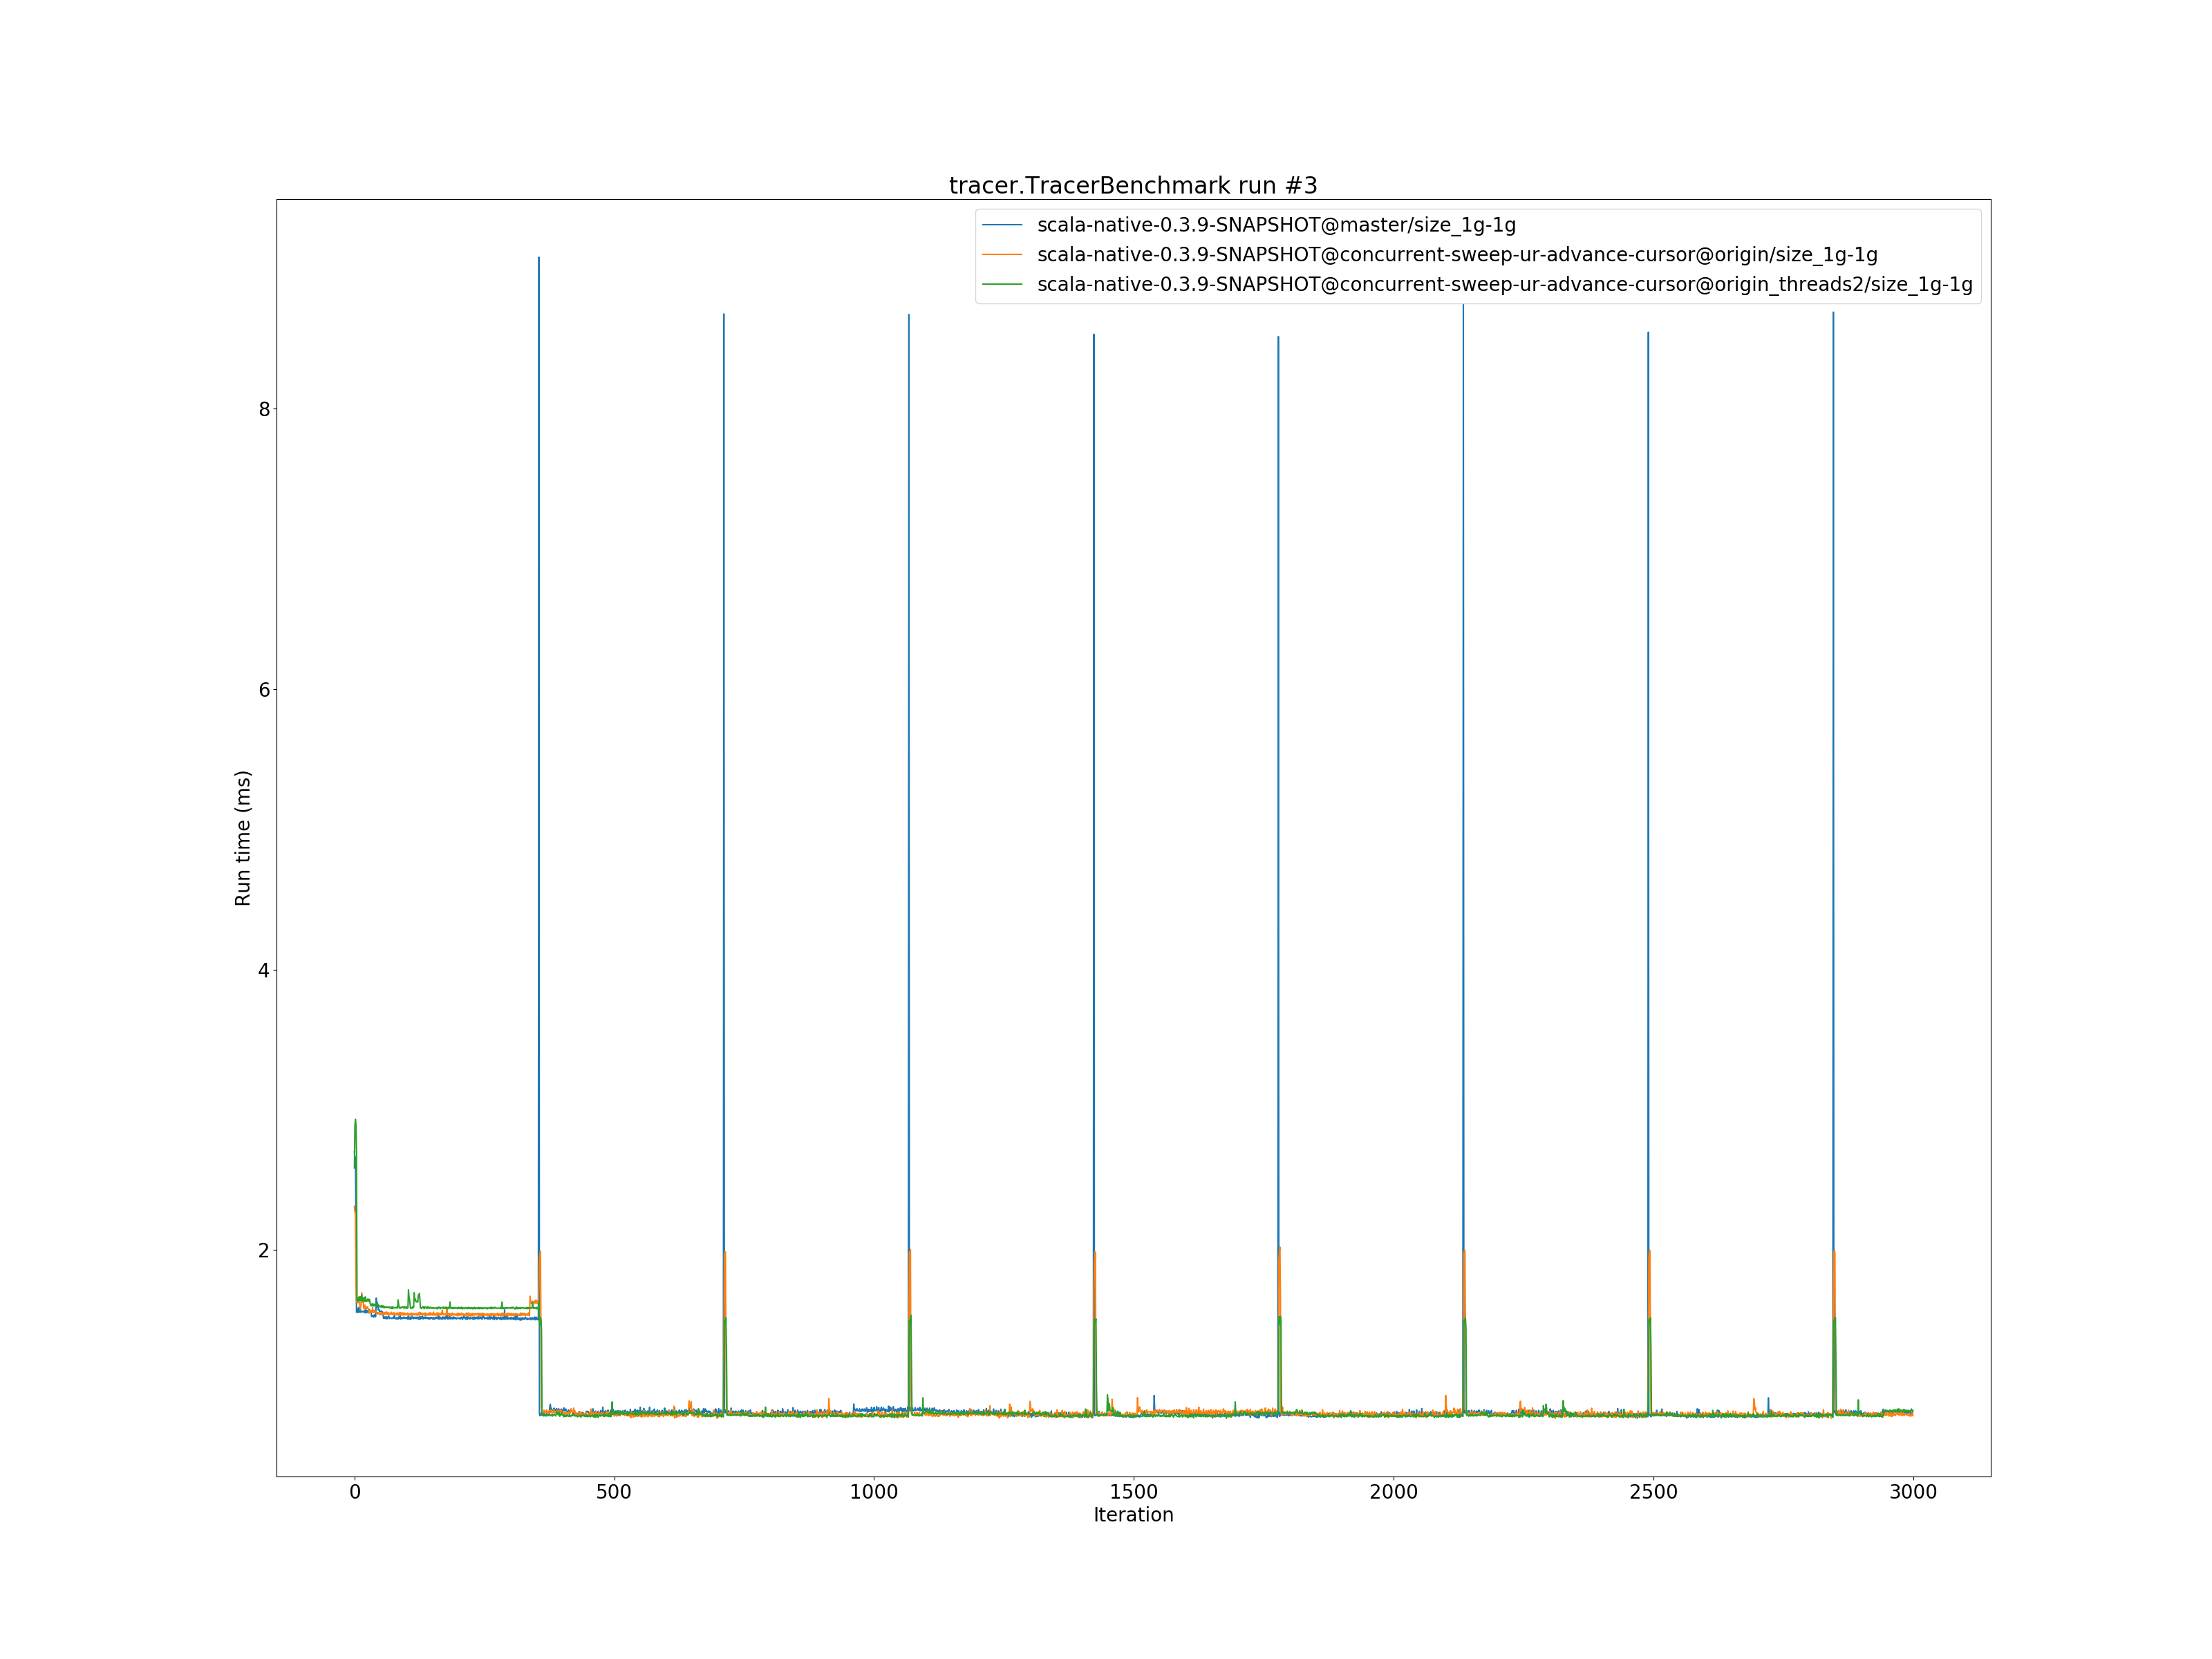 tracer.TracerBenchmark run #3
scala-native-0.3.9-SNAPSHOT@master/size_1g-1g
scala-native-0.3.9-SNAPSHOT@concurrent-sweep-ur-advance-cursor@origin/size_1g-1g
scala-native-0.3.9-SNAPSHOT@concurrent-sweep-ur-advance-cursor@origin_threads2/size_1g-1g
8
6
4
2
Run time (ms)
0 500 1000 1500 2000 2500 3000
Iteration